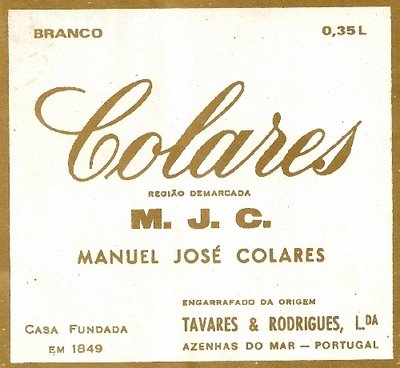 BRANCO 0,35 L
Colares
REGIÃO DEMARCADA
M. J. C.
MANUEL JOSÉ COLARES
CASA FUNDADA
EM 1849
ENGARRAFADO DA ORIGEM
TAVARES & RODRIGUES, L.DA
AZENHAS DO MAR — PORTUGAL